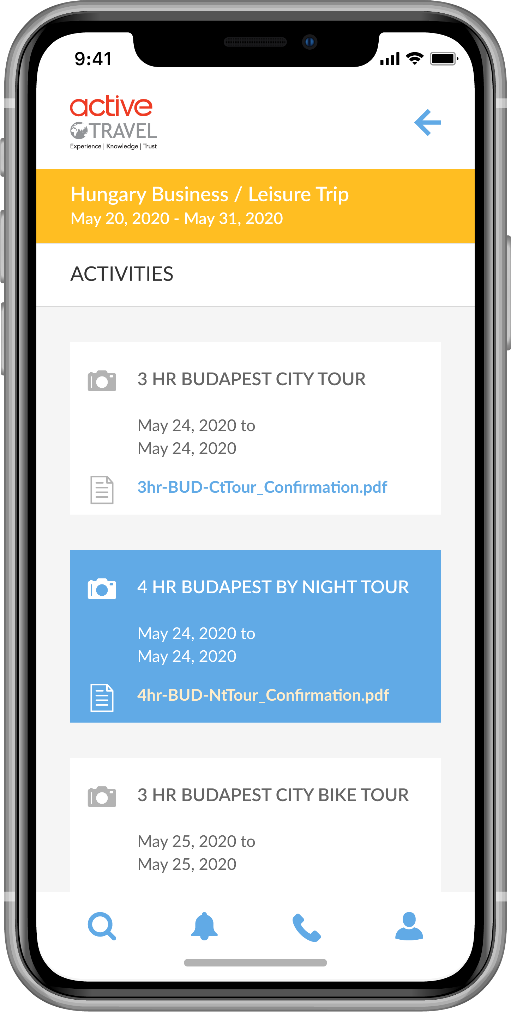 9:41
active
TRAVEL
Experience | Knowledge | Trust
Hungary Business / Leisure Trip
May 20, 2020 - May 31, 2020
ACTIVITIES
3 HR BUDAPEST CITY TOUR
May 24, 2020 to
May 24, 2020
3hr-BUD-CtTour_Confirmation.pdf
4 HR BUDAPEST BY NIGHT TOUR
May 24, 2020 to
May 24, 2020
4hr-BUD-NtTour_Confirmation.pdf
3 HR BUDAPEST CITY BIKE TOUR
May 25, 2020 to
May 25, 2020